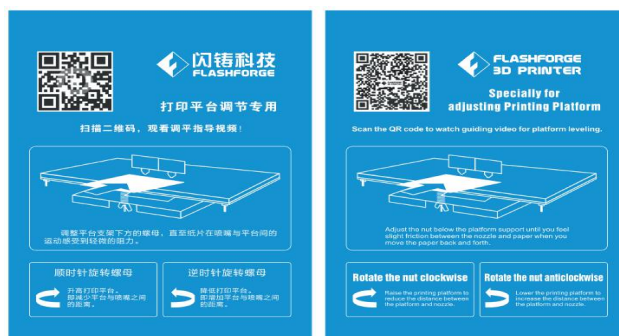 闪铸科技
FLASHFORGE
打印平台调节专用
扫描二维码，观看调平指导视频！
调整平台支架下方的螺母，直至纸片在喷嘴与平台间的
运动感受到轻微的阻力。
顺时针旋转螺母
升高打印平台。
即减少平台与喷嘴之间
的距离。
逆时针旋转螺母
降低打印平台。
即增加平台与喷嘴之间
的距离。
FLASHFORGE
3D PRINTER
Specially for
adjusting Printing Platform
Scan the QR code to watch guiding video for platform leveling.
Adjust the nut below the platform support until you feel
slight friction between the nozzle and paper when you
move the paper back and forth.
Rotate the nut clockwise
Raise the printing platform to
reduce the distance between
the platform and nozzle.
Rotate the nut anticlockwise
Lower the printing platform to
increase the distance between
the platform and nozzle.